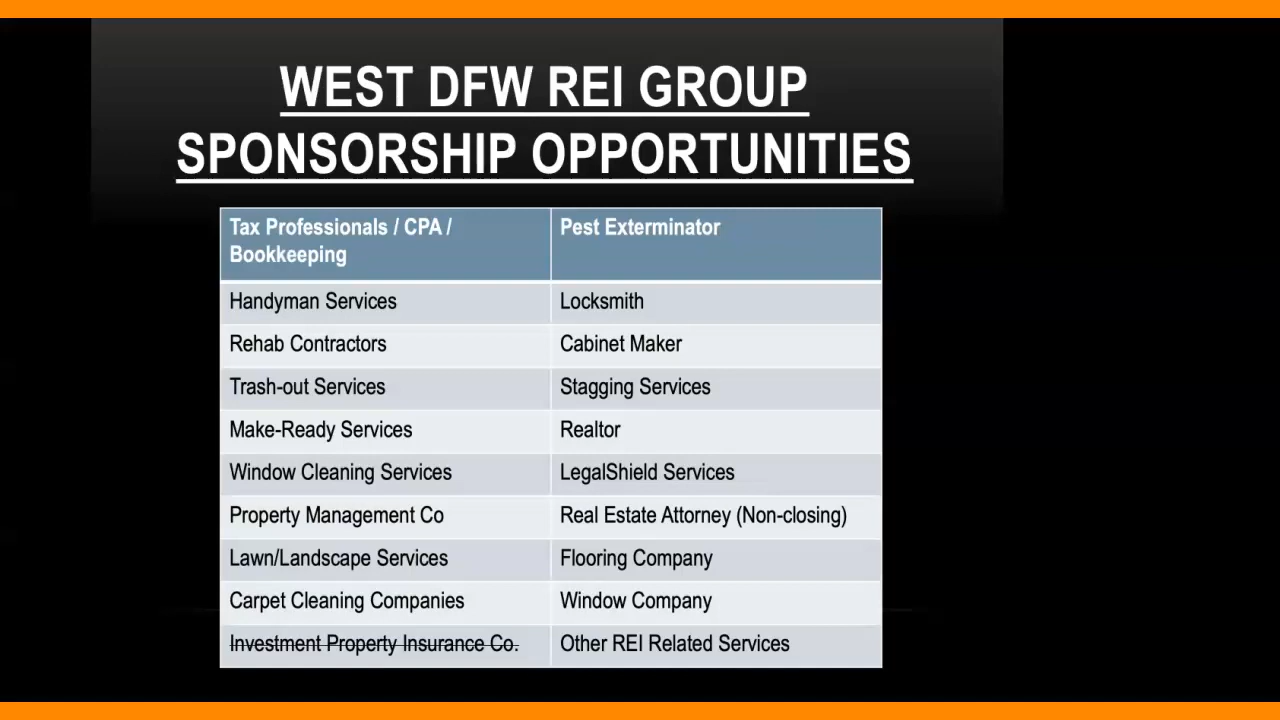 WEST DFW REI GROUP
SPONSORSHIP OPPORTUNITIES
Tax Professionals / CPA /
Bookkeeping
Pest Exterminator
Handyman Services
Locksmith
Rehab Contractors
Cabinet Maker
Trash-out Services
Stagging Services
Make-Ready Services
Realtor
Window Cleaning Services
LegalShield Services
Property Management Co
Real Estate Attorney (Non-closing)
Lawn/Landscape Services
Flooring Company
Carpet Cleaning Companies
Window Company
Investment Property Insurance Co.
Other REI Related Services